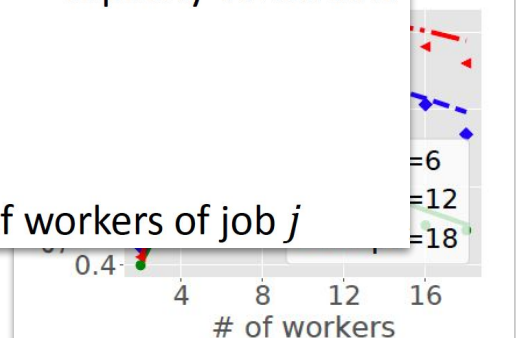 f workers of job j
=6
=12
=18
0.4
4 8 12 16
# of workers